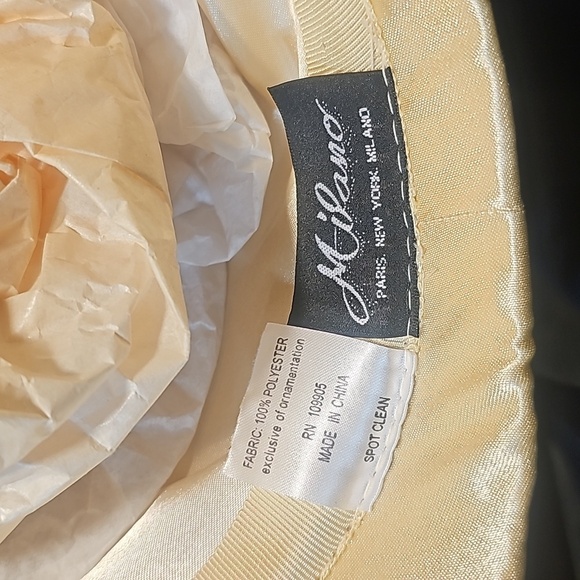 Milano
PARIS. NEW YORK. MILANO
FABRIC: 100% POLYESTER
exclusive of ornamentation
RN 109905
MADE IN CHINA
SPOT CLEAN